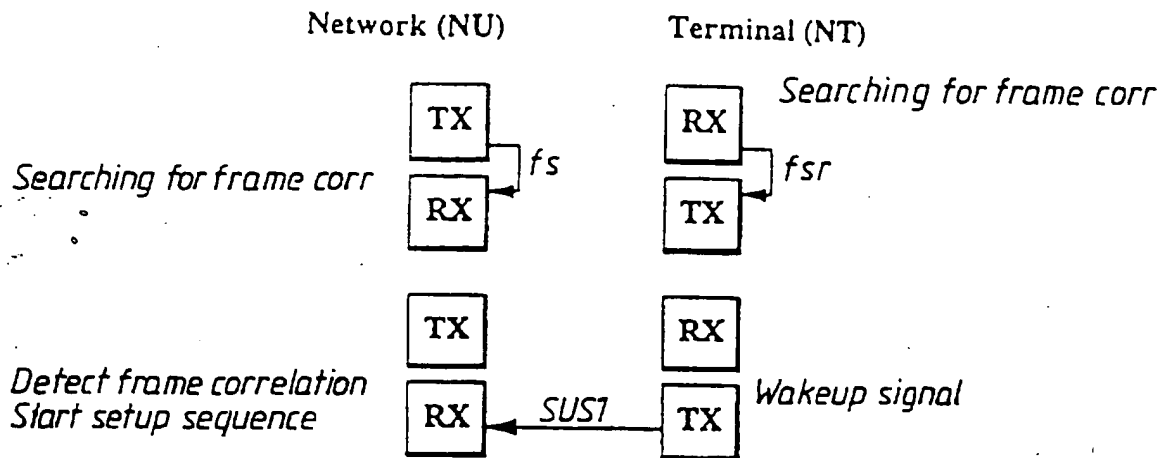 Network (NU) Terminal (NT)
TX RX Searching for frame corr
fs fsr
Searching for frame corr RX TX
TX RX
Detect frame correlation
Start setup sequence RX SUS1 TX Wakeup signal